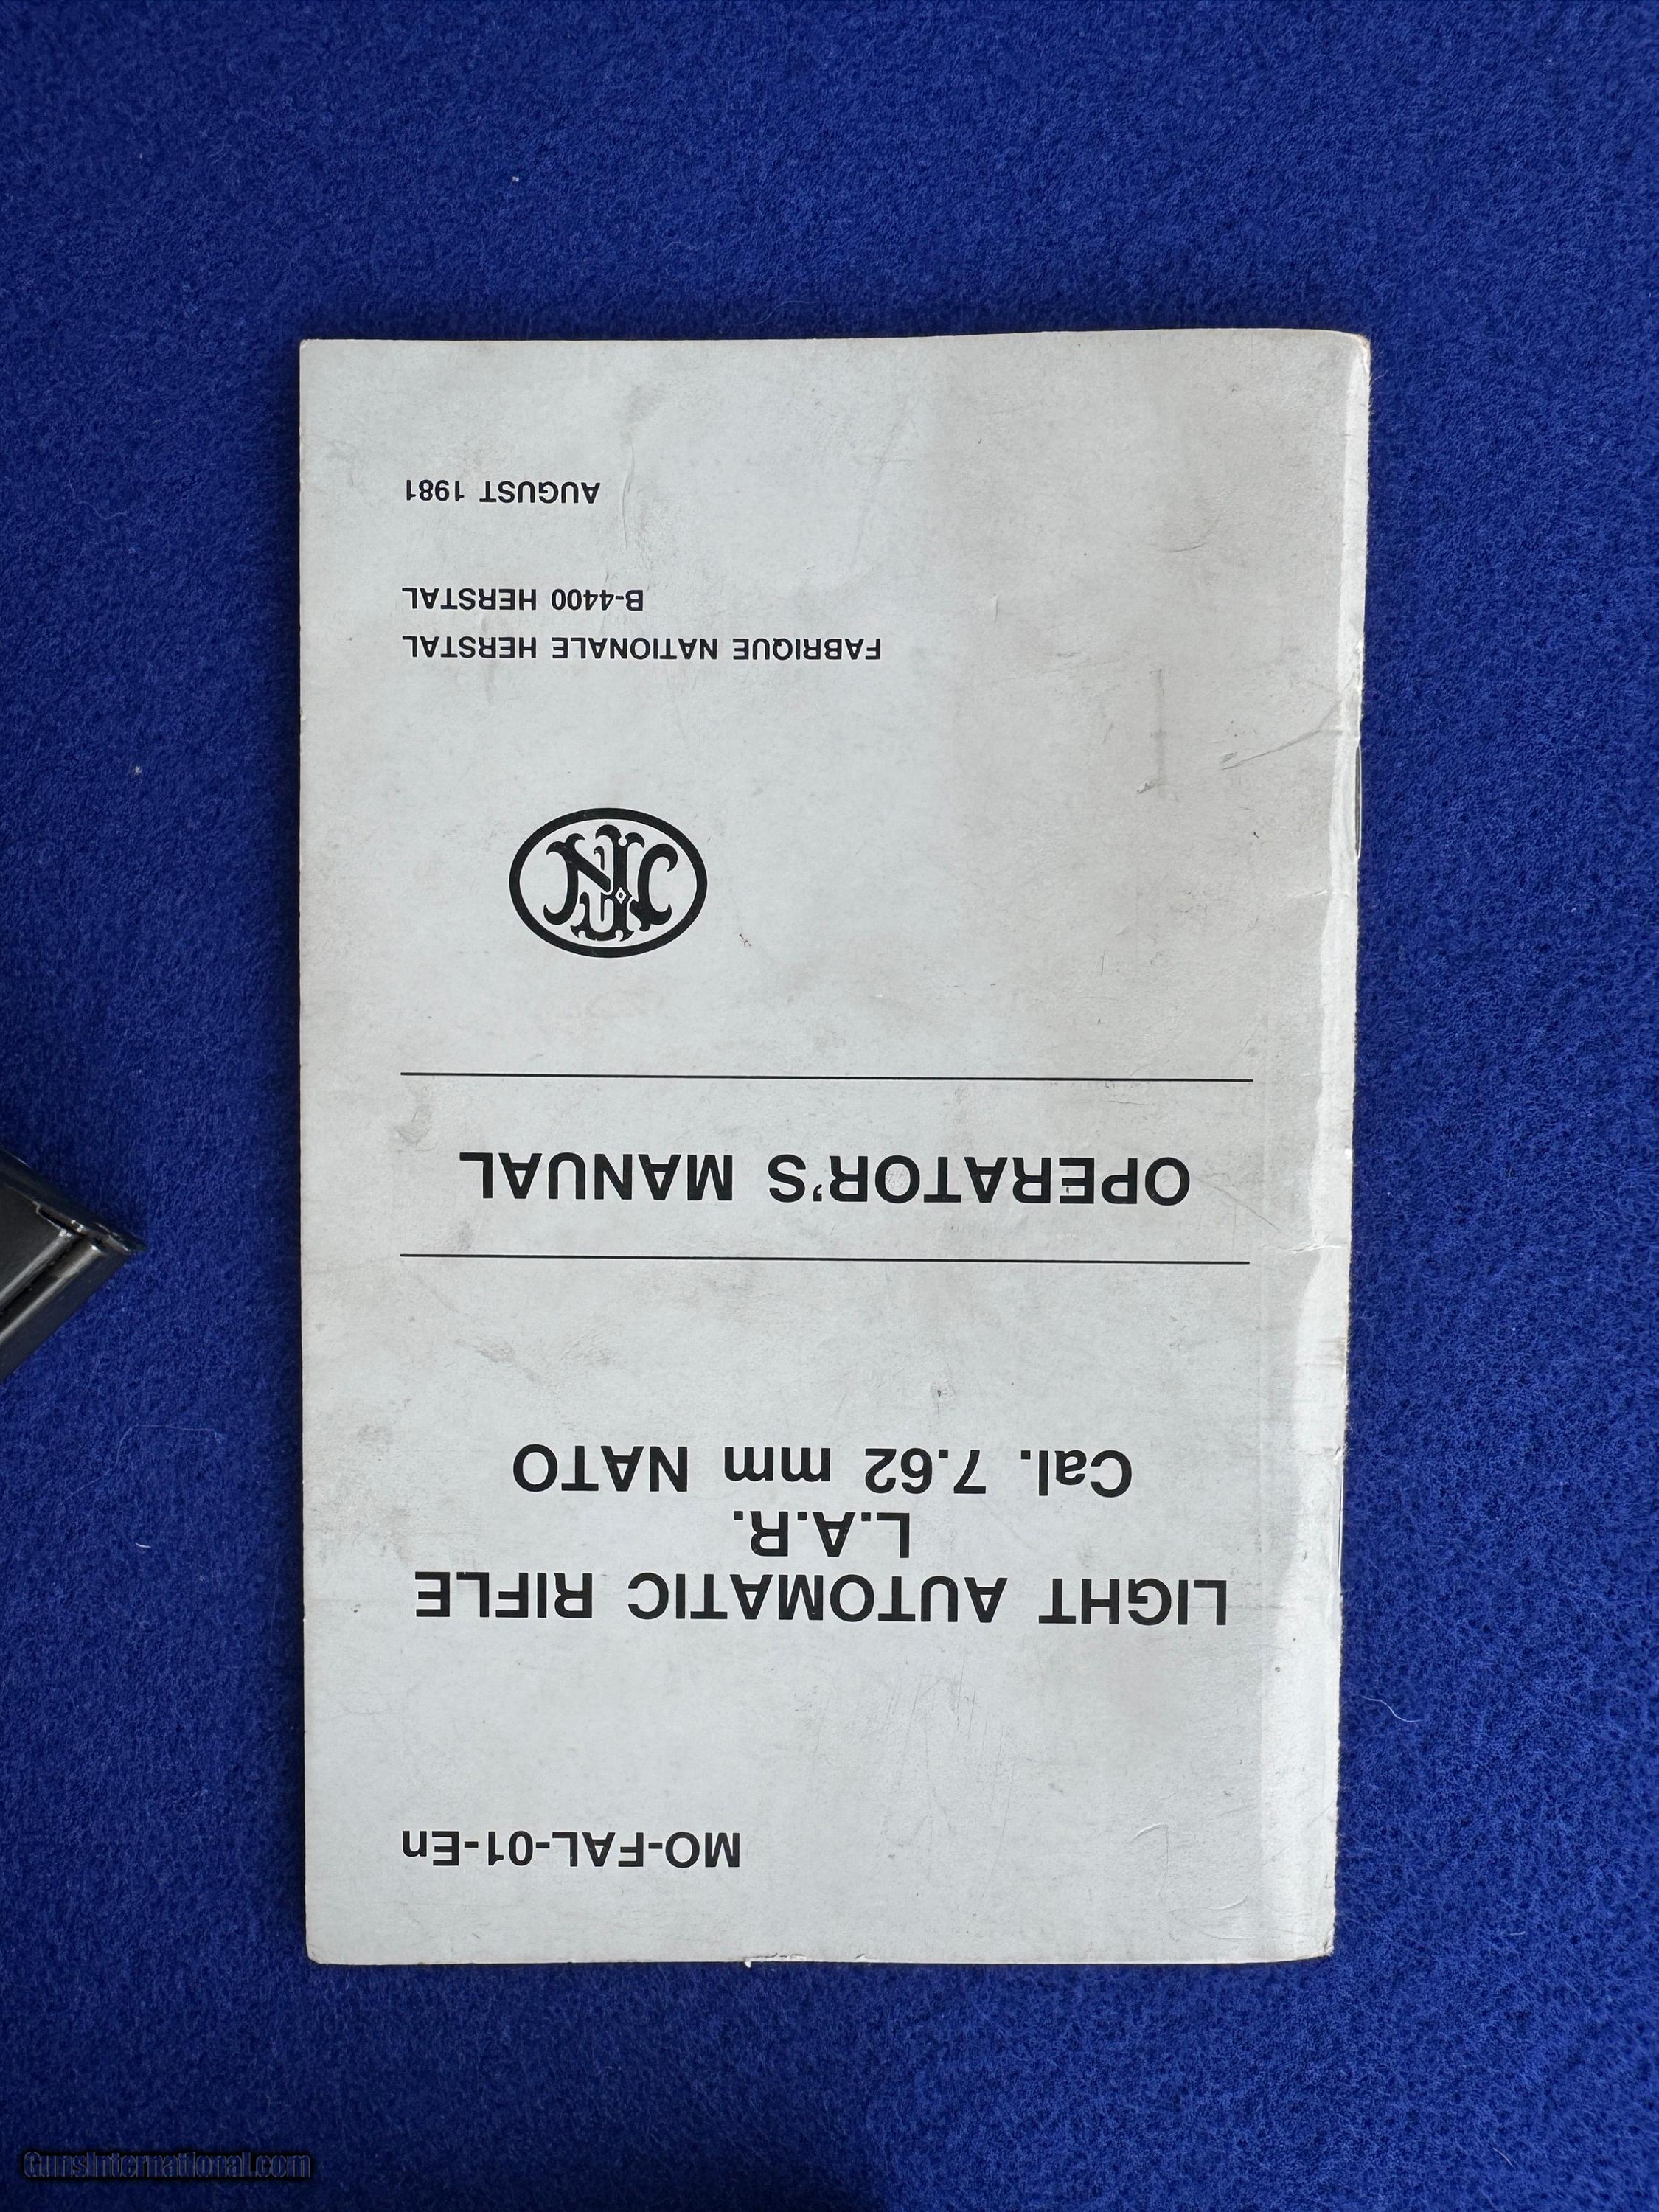 MO-FAL-01-En
LIGHT AUTOMATIC RIFLE
L.A.R.
Cal. 7.62 mm NATO
OPERATOR'S MANUAL
FN
FABRIQUE NATIONALE HERSTAL
B-4400 HERSTAL
AUGUST 1981
GunsInternational.com